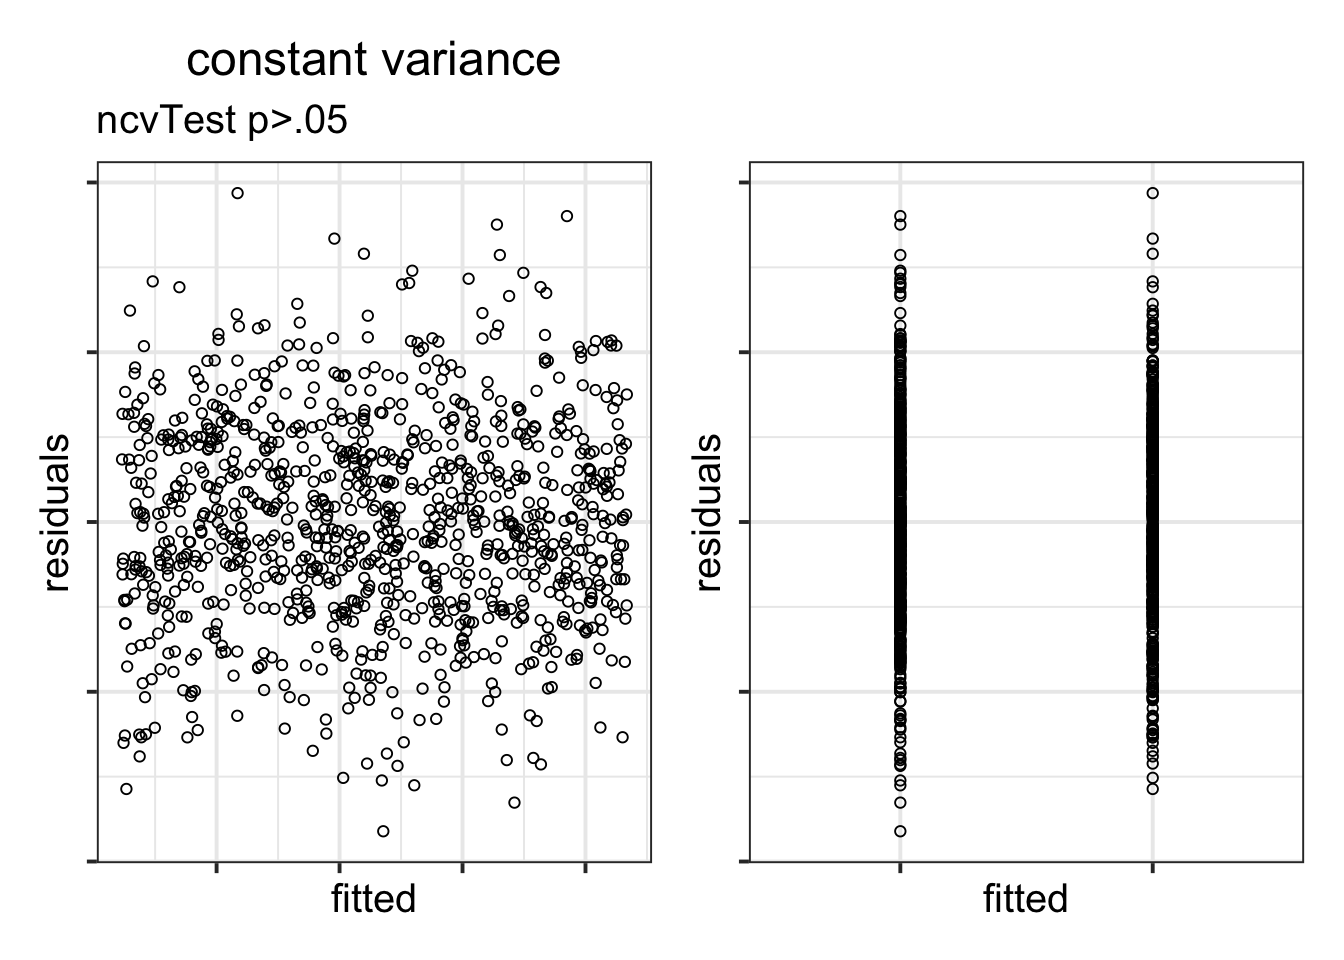 constant variance
ncvTest p>.05
residuals
fitted
residuals
fitted